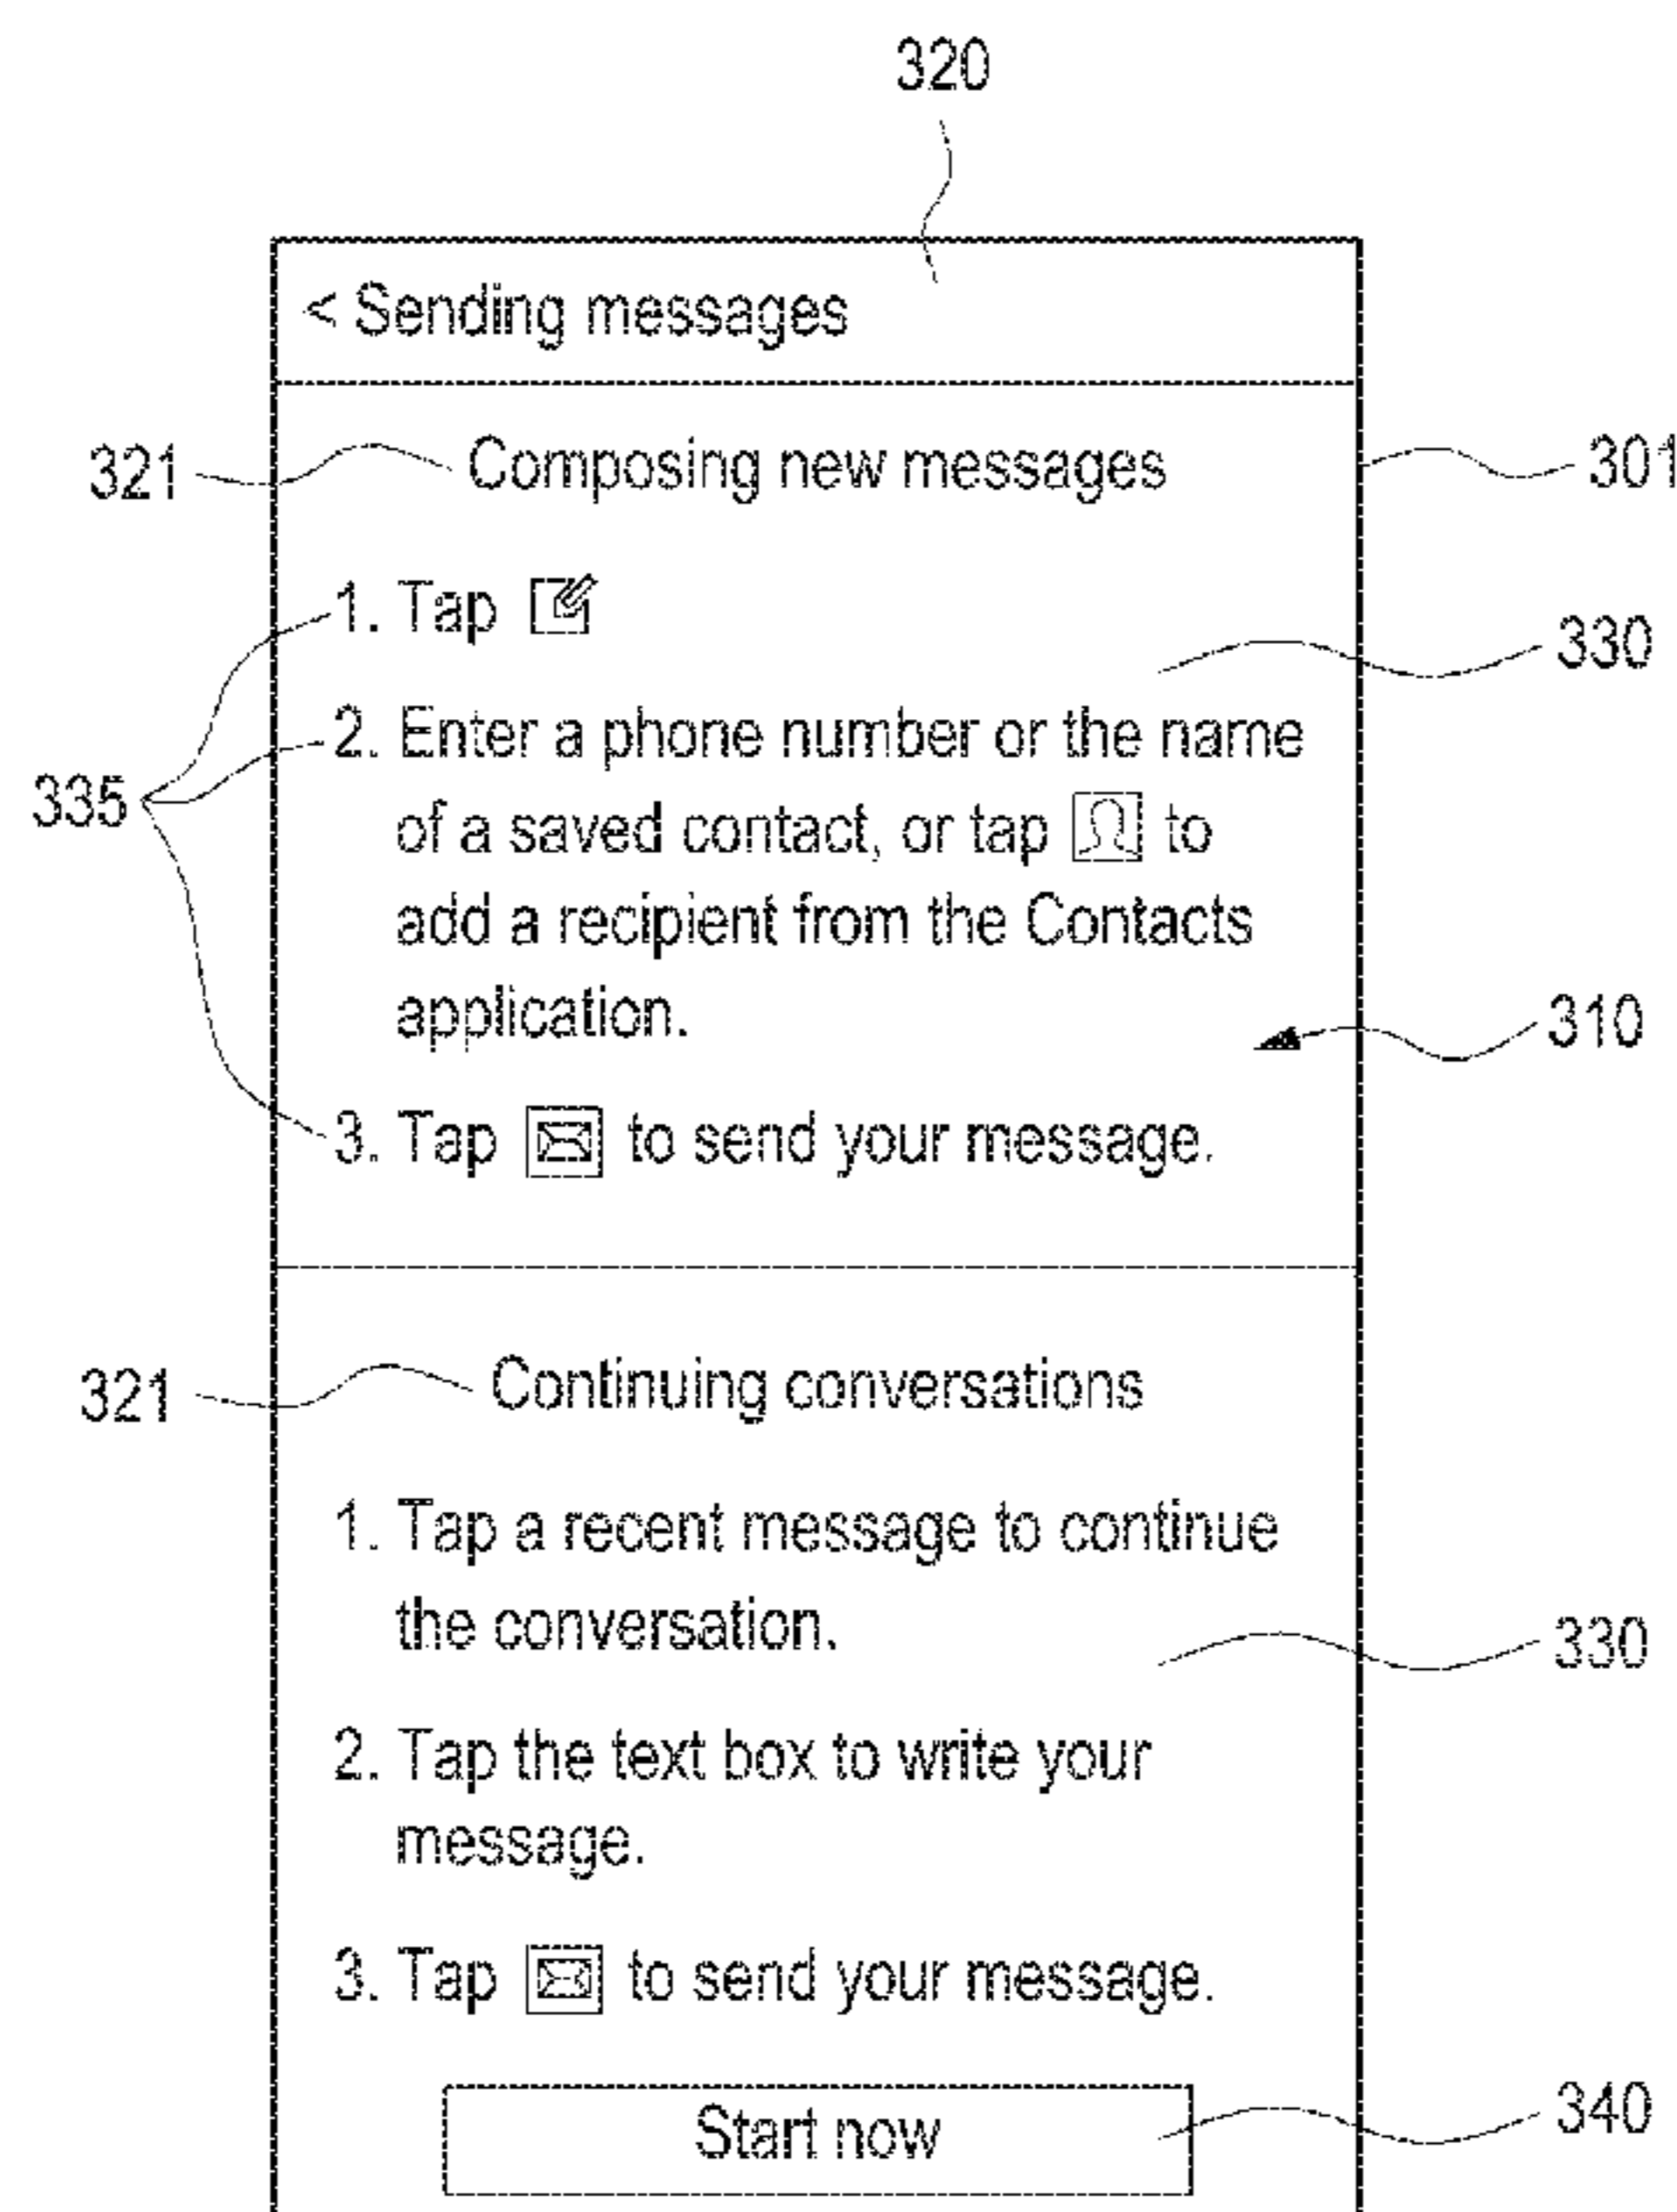 320
< Sending messages
321 Composing new messages 301
1. Tap
330
2. Enter a phone number or the name
335
of a saved contact, or tap to
add a recipient from the Contacts
application.
310
3. Tap to send your message.
321 Continuing conversations
1. Tap a recent message to continue
the conversation.
330
2. Tap the text box to write your
message.
3. Tap to send your message.
Start now 340